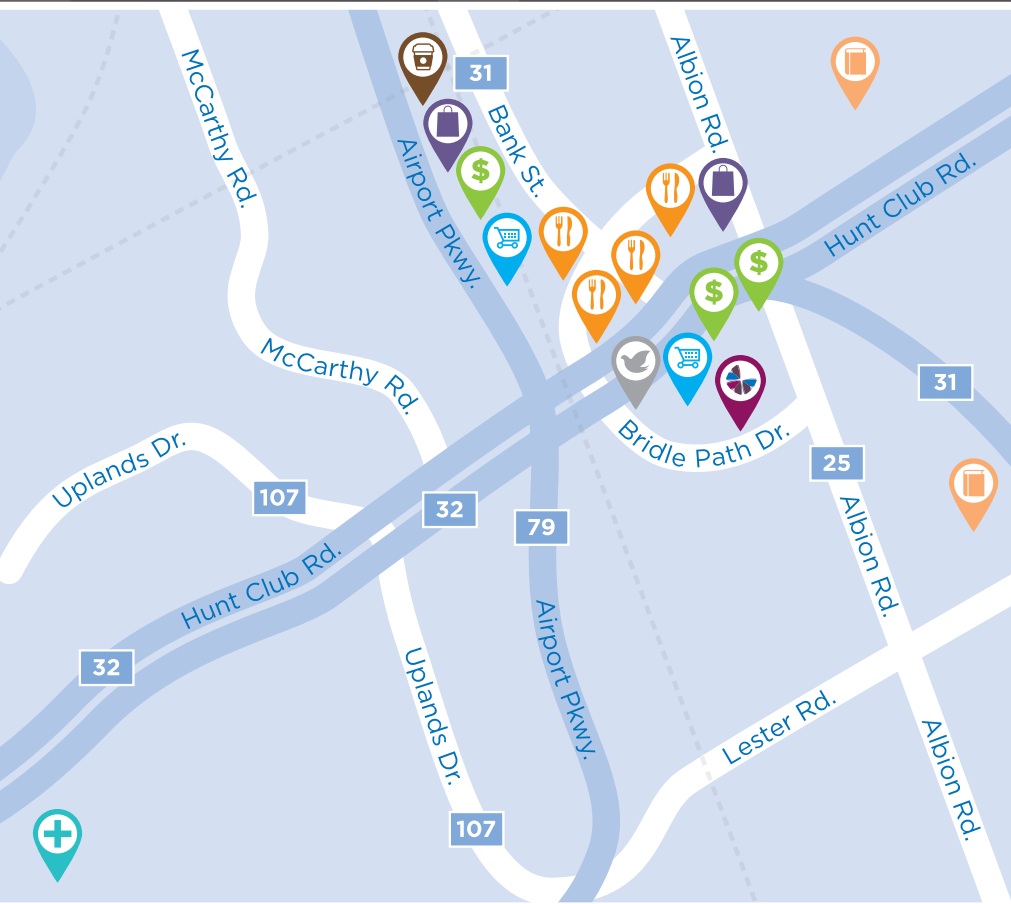 McCarthy Rd.
31
Albion Rd.
Bank St.
Airport Pkwy.
$
Hunt Club Rd.
$
$
McCarthy Rd.
31
Uplands Dr.
Bridle Path Dr.
25
107
32
79
Albion Rd.
Hunt Club Rd.
Airport Pkwy.
32
Uplands Dr.
Lester Rd.
Albion Rd.
107